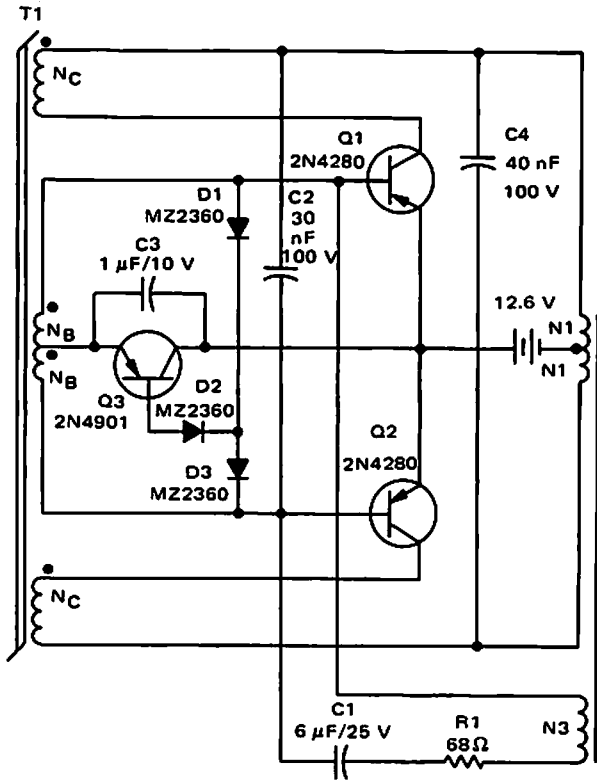 T1
NC
Q1
2N4280
C4
40 nF
100 V
D1
MZ2360
C2
30
nF
100 V
C3
1 µF/10 V
12.6 V
N1
N1
NB
NB
Q3
2N4901
D2
MZ2360
Q2
2N4280
D3
MZ2360
NC
C1
6 µF/25 V
R1
68Ω
N3